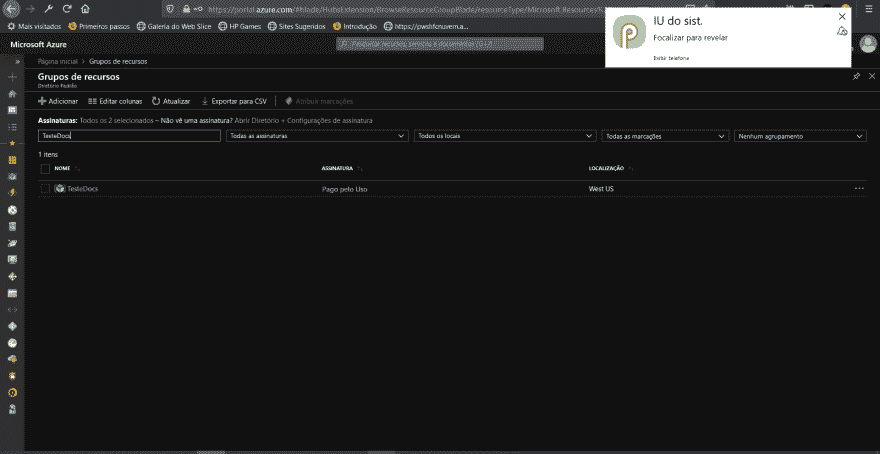 https://portal.azure.com/#blade/HubsExtension/BrowseResourceGroupBlade/resourceType/Microsoft.Resources%
Mais visitados Primeiros passos Galeria do Web Slice HP Games Sites Sugeridos Introdução https://pwshfcnuvem.a...
IU do sist.
Focalizar para revelar
Exibir telefone
Microsoft Azure
Pesquisar recursos, serviços e documentos (G+/)
Página inicial > Grupos de recursos
Grupos de recursos
Diretório Padrão
Adicionar Editar colunas Atualizar Exportar para CSV Atribuir marcações
Assinaturas: Todos os 2 selecionados – Não vê uma assinatura? Abrir Diretório + Configurações de assinatura
TesteDocs Todas as assinaturas Todos os locais Todas as marcações Nenhum agrupamento
1 itens
NOME ASSINATURA LOCALIZAÇÃO
TesteDocs Pago pelo Uso West US